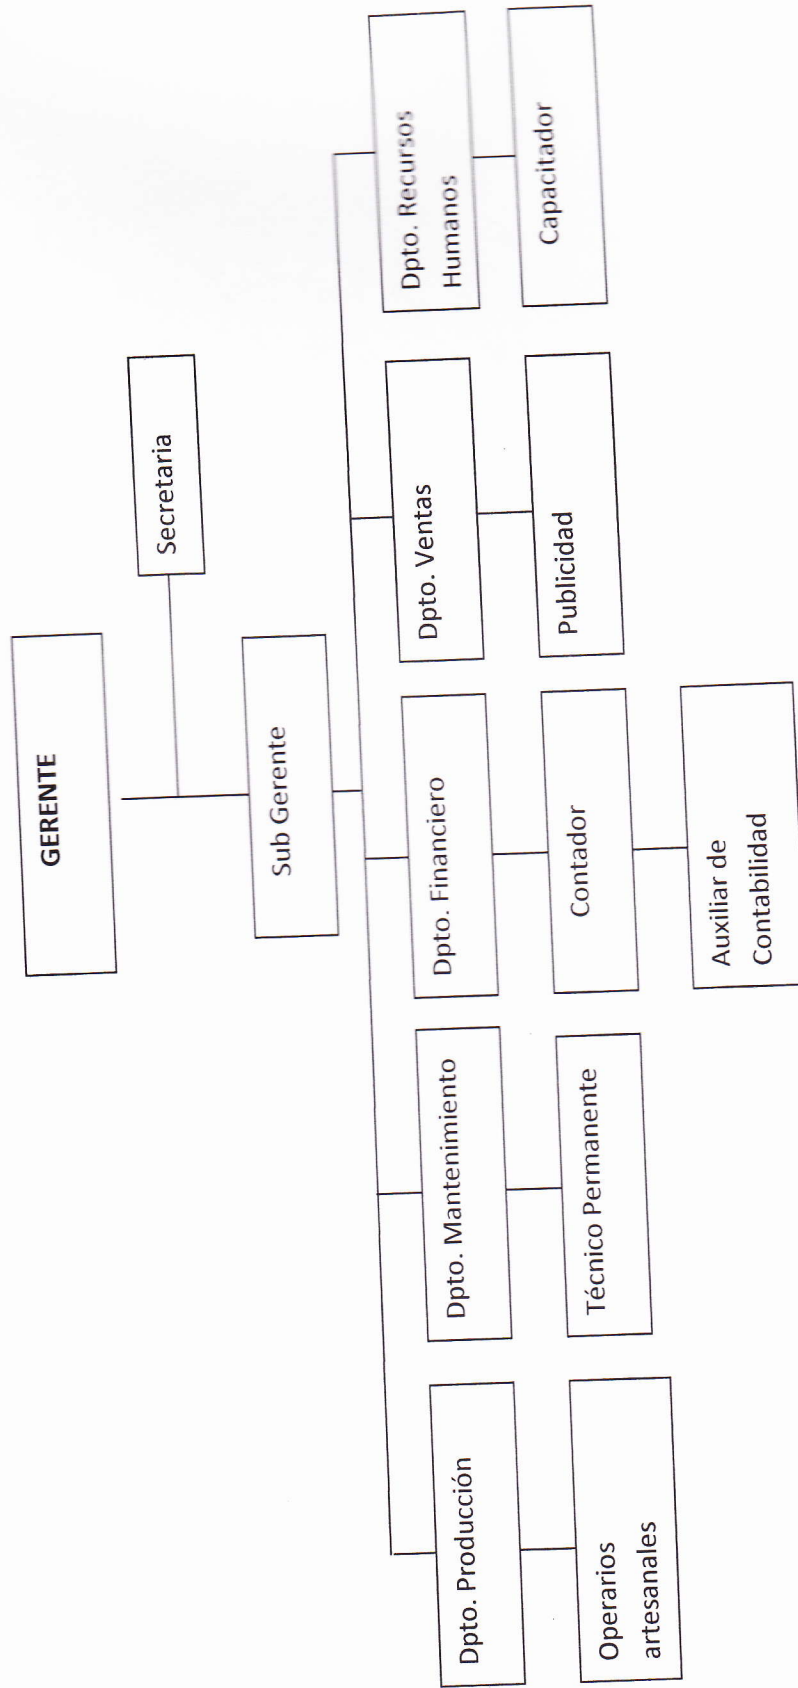 GERENTE
Secretaria
Sub Gerente
Dpto. Producción
Dpto. Mantenimiento
Dpto. Financiero
Dpto. Ventas
Dpto. Recursos
Humanos
Operarios
artesanales
Técnico Permanente
Contador
Publicidad
Capacitador
Auxiliar de
Contabilidad